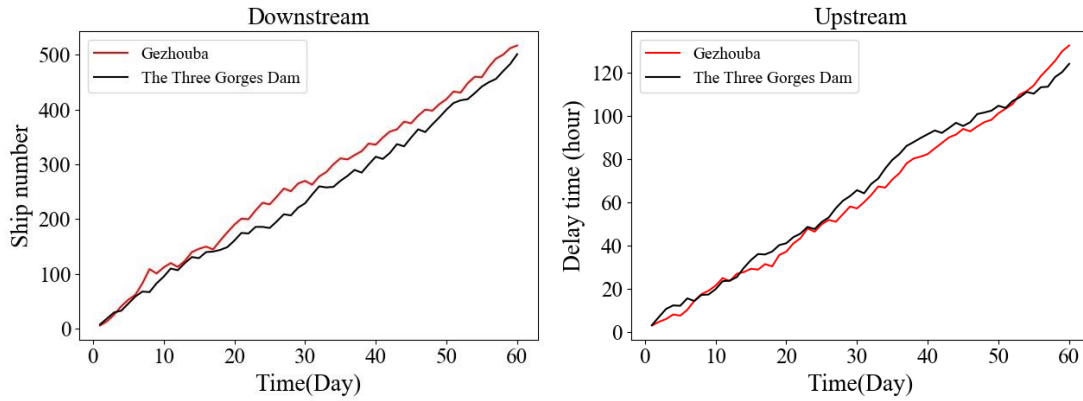 Downstream
Ship number
500
400
300
200
100
0
Gezhouba
The Three Gorges Dam
0 10 20 30 40 50 60
Time(Day)
Upstream
Delay time (hour)
120
100
80
60
40
20
0
Gezhouba
The Three Gorges Dam
0 10 20 30 40 50 60
Time(Day)